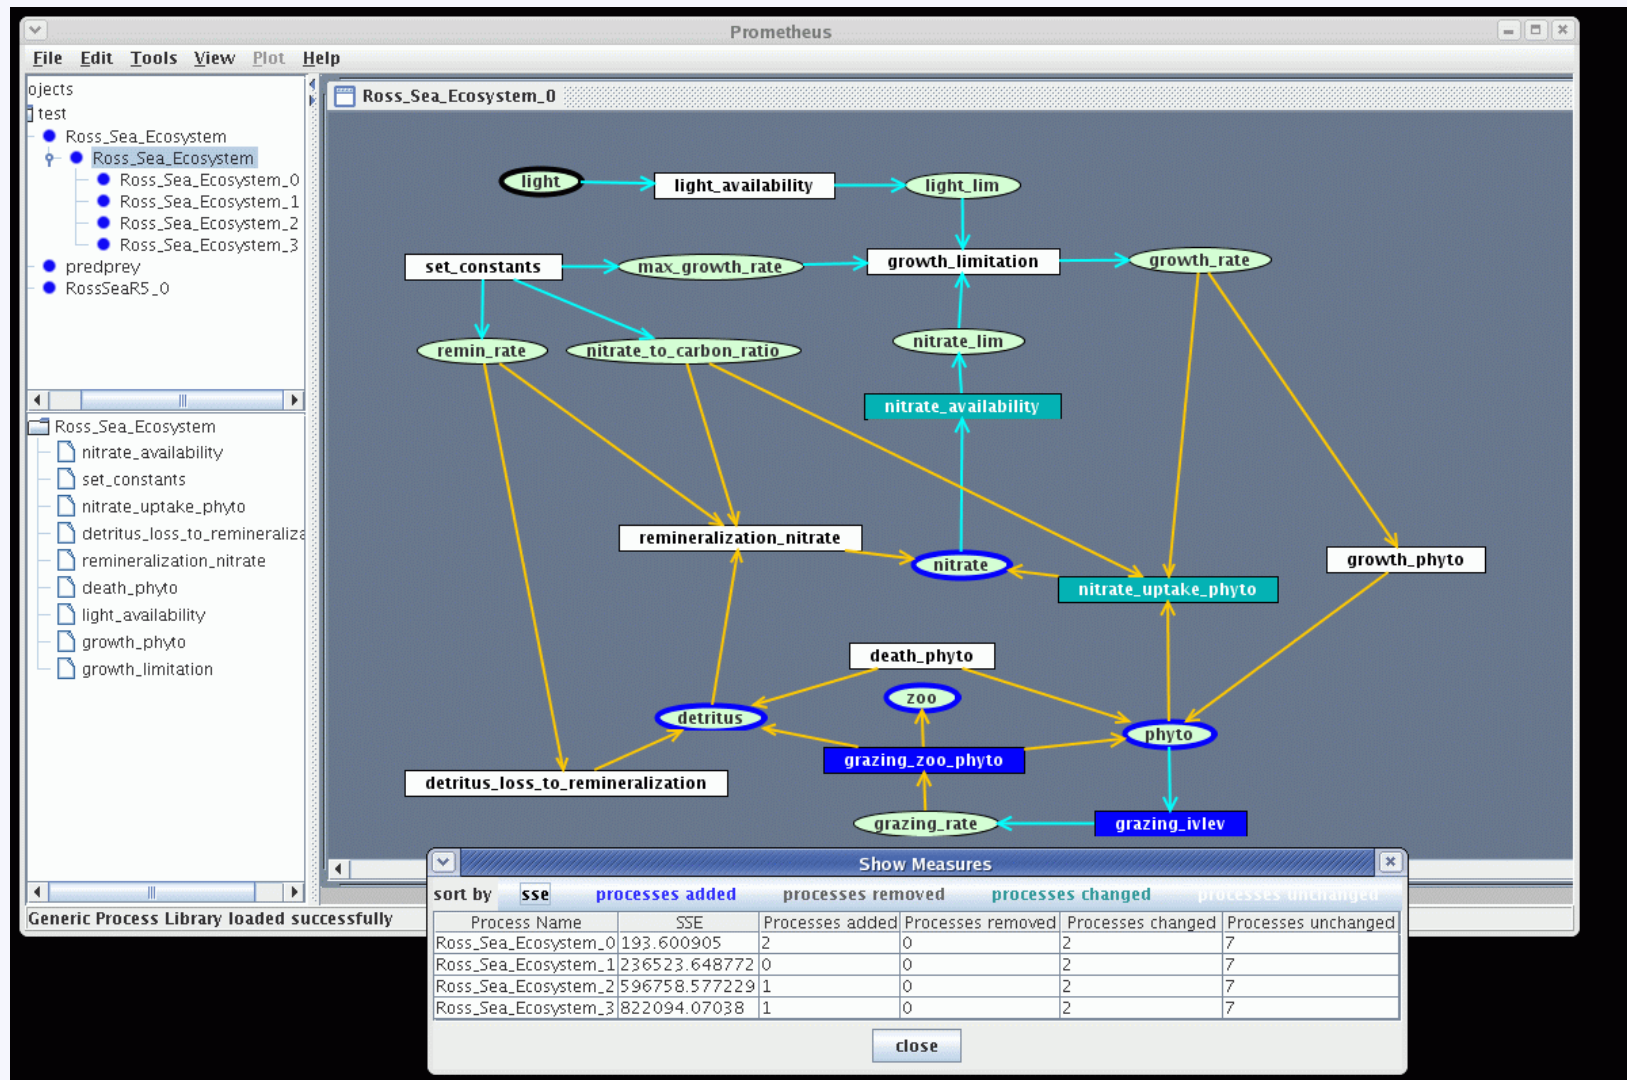 Prometheus
File Edit Tools View Plot Help
ojects
test
Ross_Sea_Ecosystem
Ross_Sea_Ecosystem
Ross_Sea_Ecosystem_0
Ross_Sea_Ecosystem_1
Ross_Sea_Ecosystem_2
Ross_Sea_Ecosystem_3
predprey
RossSeaR5_0
Ross_Sea_Ecosystem
nitrate_availability
set_constants
nitrate_uptake_phyto
detritus_loss_to_remineraliza
remineralization_nitrate
death_phyto
light_availability
growth_phyto
growth_limitation
Generic Process Library loaded successfully
Ross_Sea_Ecosystem_0
light light_availability light_lim
set_constants max_growth_rate growth_limitation growth_rate
remin_rate nitrate_to_carbon_ratio nitrate_lim
nitrate_availability
remineralization_nitrate nitrate growth_phyto
nitrate_uptake_phyto
death_phyto
zoo
detritus phyto
grazing_zoo_phyto
detritus_loss_to_remineralization
grazing_rate grazing_ivlev
Show Measures
sort by sse processes added processes removed processes changed processes unchanged
Process Name SSE Processes added Processes removed Processes changed Processes unchanged
Ross_Sea_Ecosystem_0 193.600905 2 0 2 7
Ross_Sea_Ecosystem_1 236523.648772 0 0 2 7
Ross_Sea_Ecosystem_2 596758.577229 1 0 2 7
Ross_Sea_Ecosystem_3 822094.07038 1 0 2 7
close